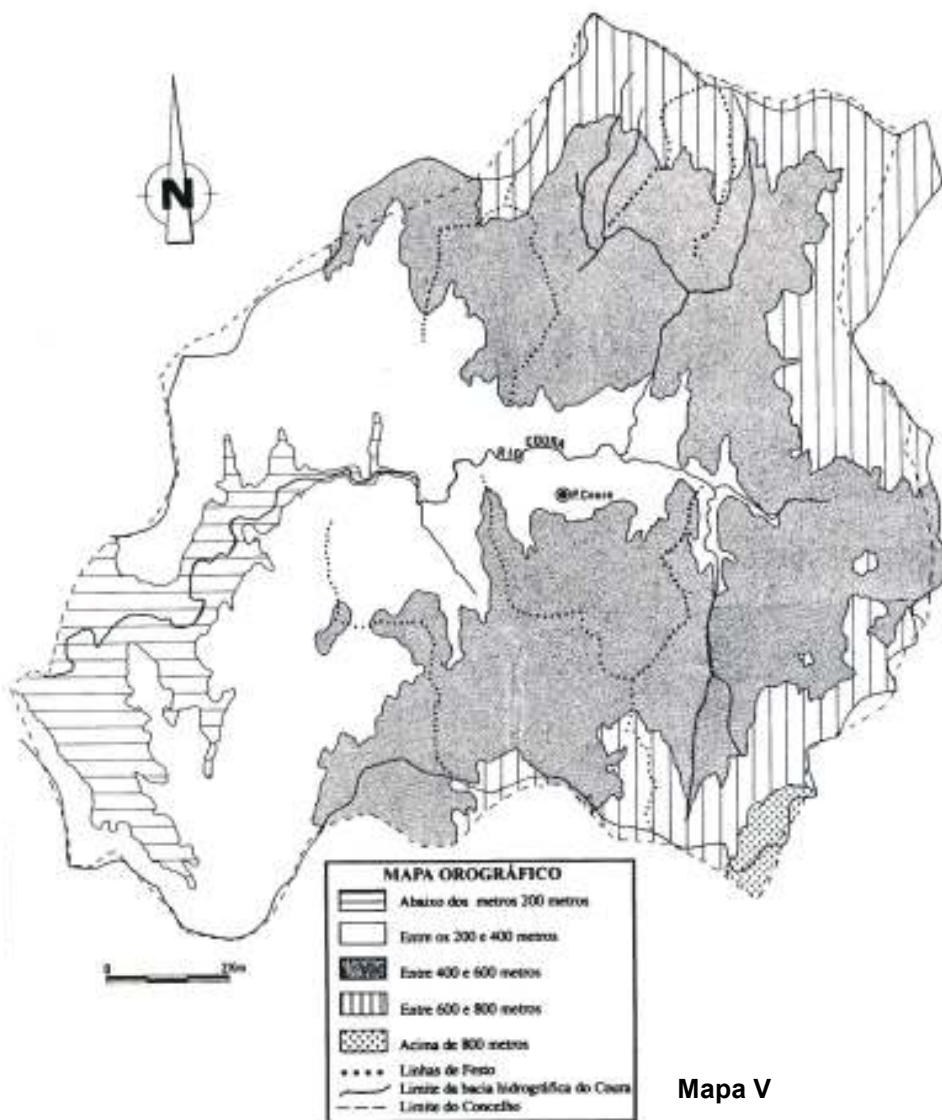 N
RIO COURA
P. Coura
MAPA OROGRÁFICO
Abaixo dos metros 200 metros
Entre os 200 e 400 metros
Entre 400 e 600 metros
Entre 600 e 800 metros
Acima de 800 metros
Linhas de Festo
Limite da bacia hidrográfica do Coura
Limite do Concelho
0 2Km
Mapa V